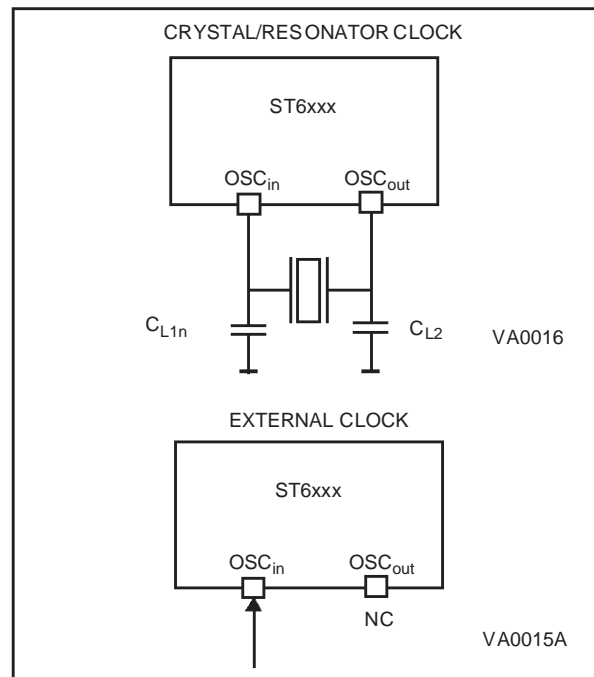 CRYSTAL/RESONATOR CLOCK
ST6xxx
OSCin OSCout
CL1n CL2 VA0016
EXTERNAL CLOCK
ST6xxx
OSCin OSCout
NC
VA0015A